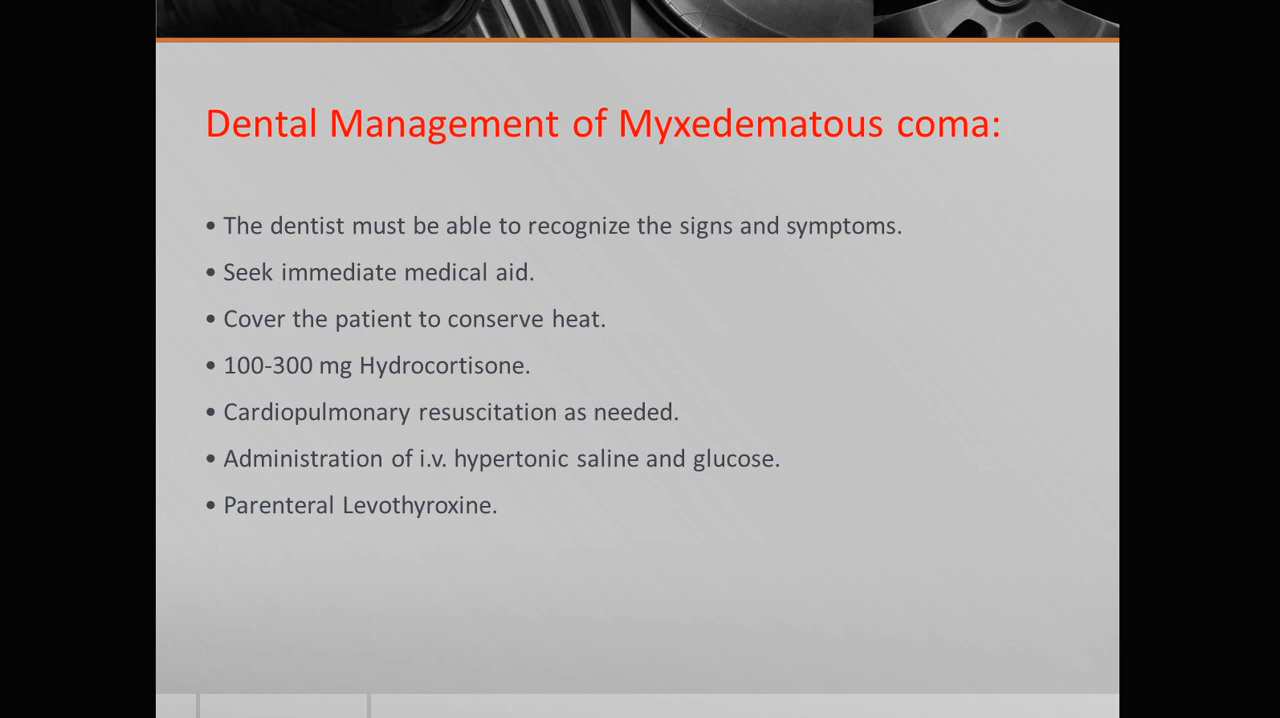 Dental Management of Myxedematous coma:
• The dentist must be able to recognize the signs and symptoms.
• Seek immediate medical aid.
• Cover the patient to conserve heat.
• 100-300 mg Hydrocortisone.
• Cardiopulmonary resuscitation as needed.
• Administration of i.v. hypertonic saline and glucose.
• Parenteral Levothyroxine.